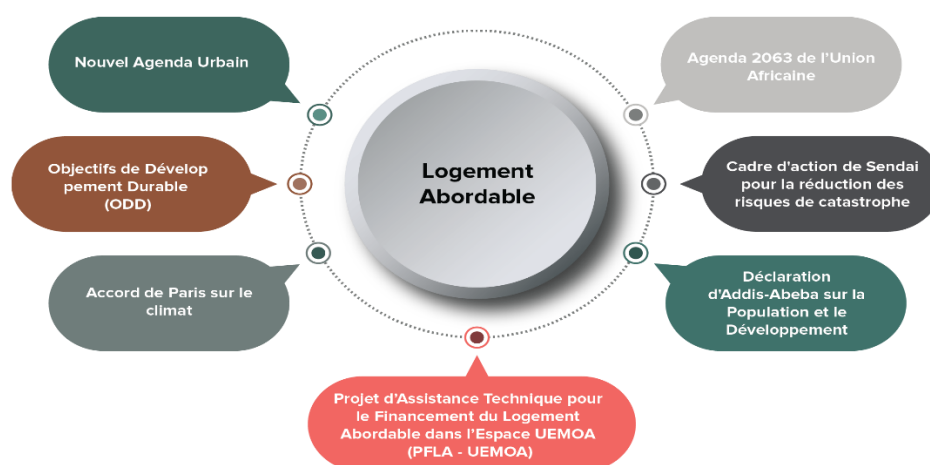 Nouvel Agenda Urbain
Agenda 2063 de l'Union
Africaine
Objectifs de Dévelop
pement Durable
(ODD)
Logement
Abordable
Cadre d'action de Sendai
pour la réduction des
risques de catastrophe
Accord de Paris sur le
climat
Déclaration
d'Addis-Abeba sur la
Population et le
Développement
Projet d'Assistance Technique pour
le Financement du Logement
Abordable dans l'Espace UEMOA
(PFLA - UEMOA)